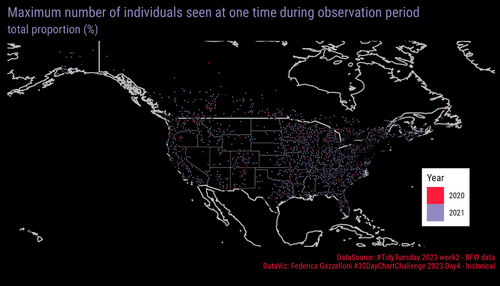 Maximum number of individuals seen at one time during observation period
total proportion (%)
Year
2020
2021
DataSource: #TidyTuesday 2023 week2 - BFW data
DataViz: Federica Gazzelloni #30DayChartChallenge 2023 Day4 - historical